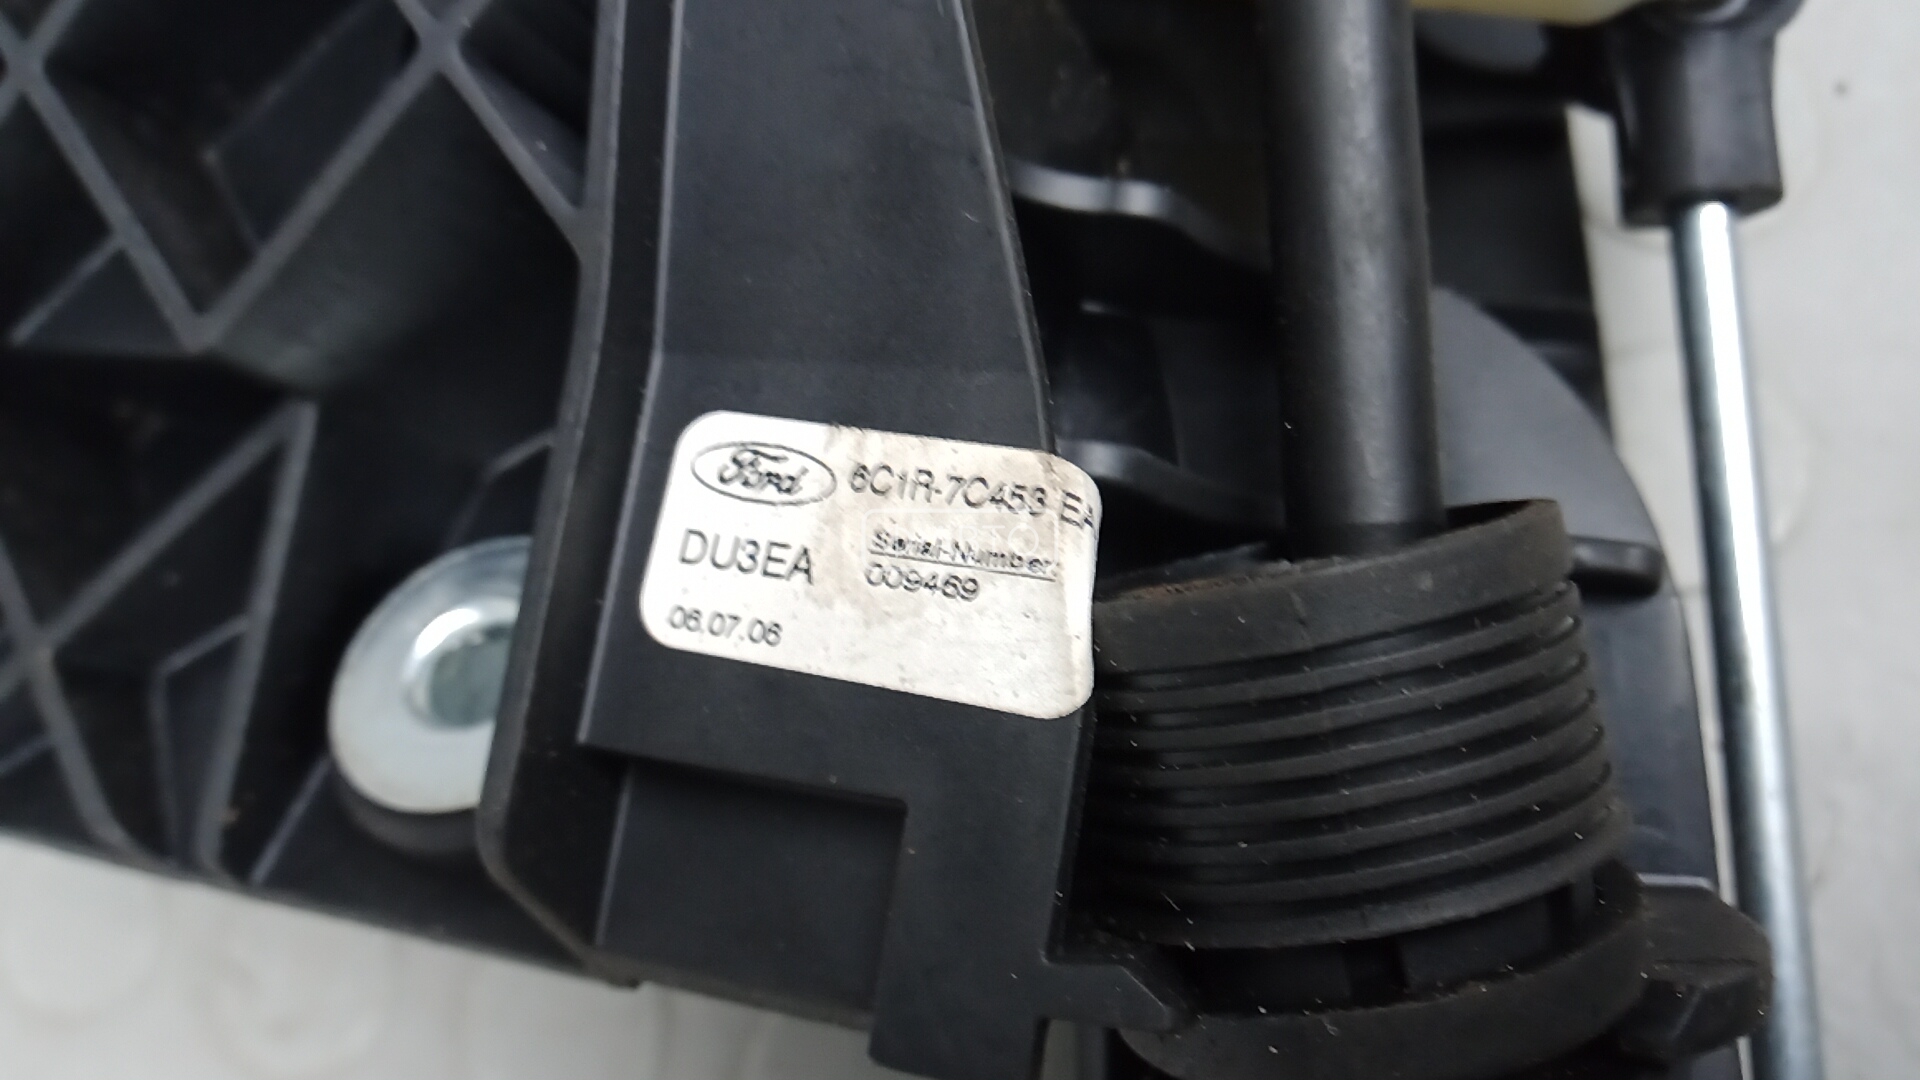 Ford 6C1R-7C453 EA
DU3EA
Serial-Number:
009469
06.07.06